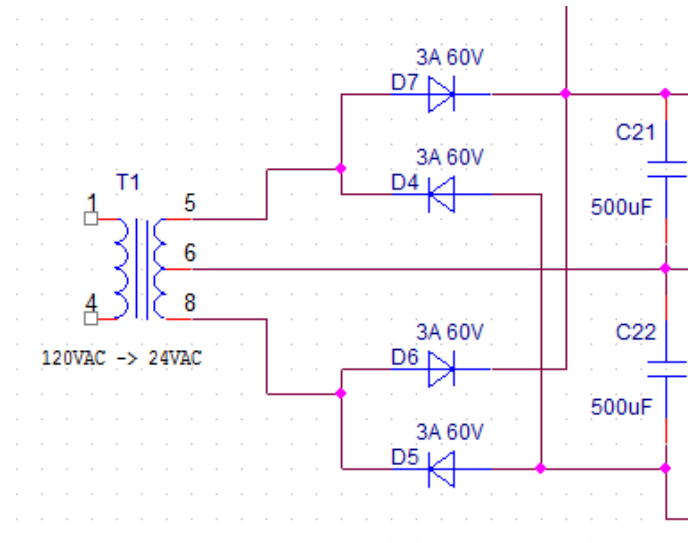 3A 60V
D7
3A 60V
D4
C21
500uF
T1
1
5
6
4
8
120VAC -> 24VAC
3A 60V
D6
C22
500uF
3A 60V
D5